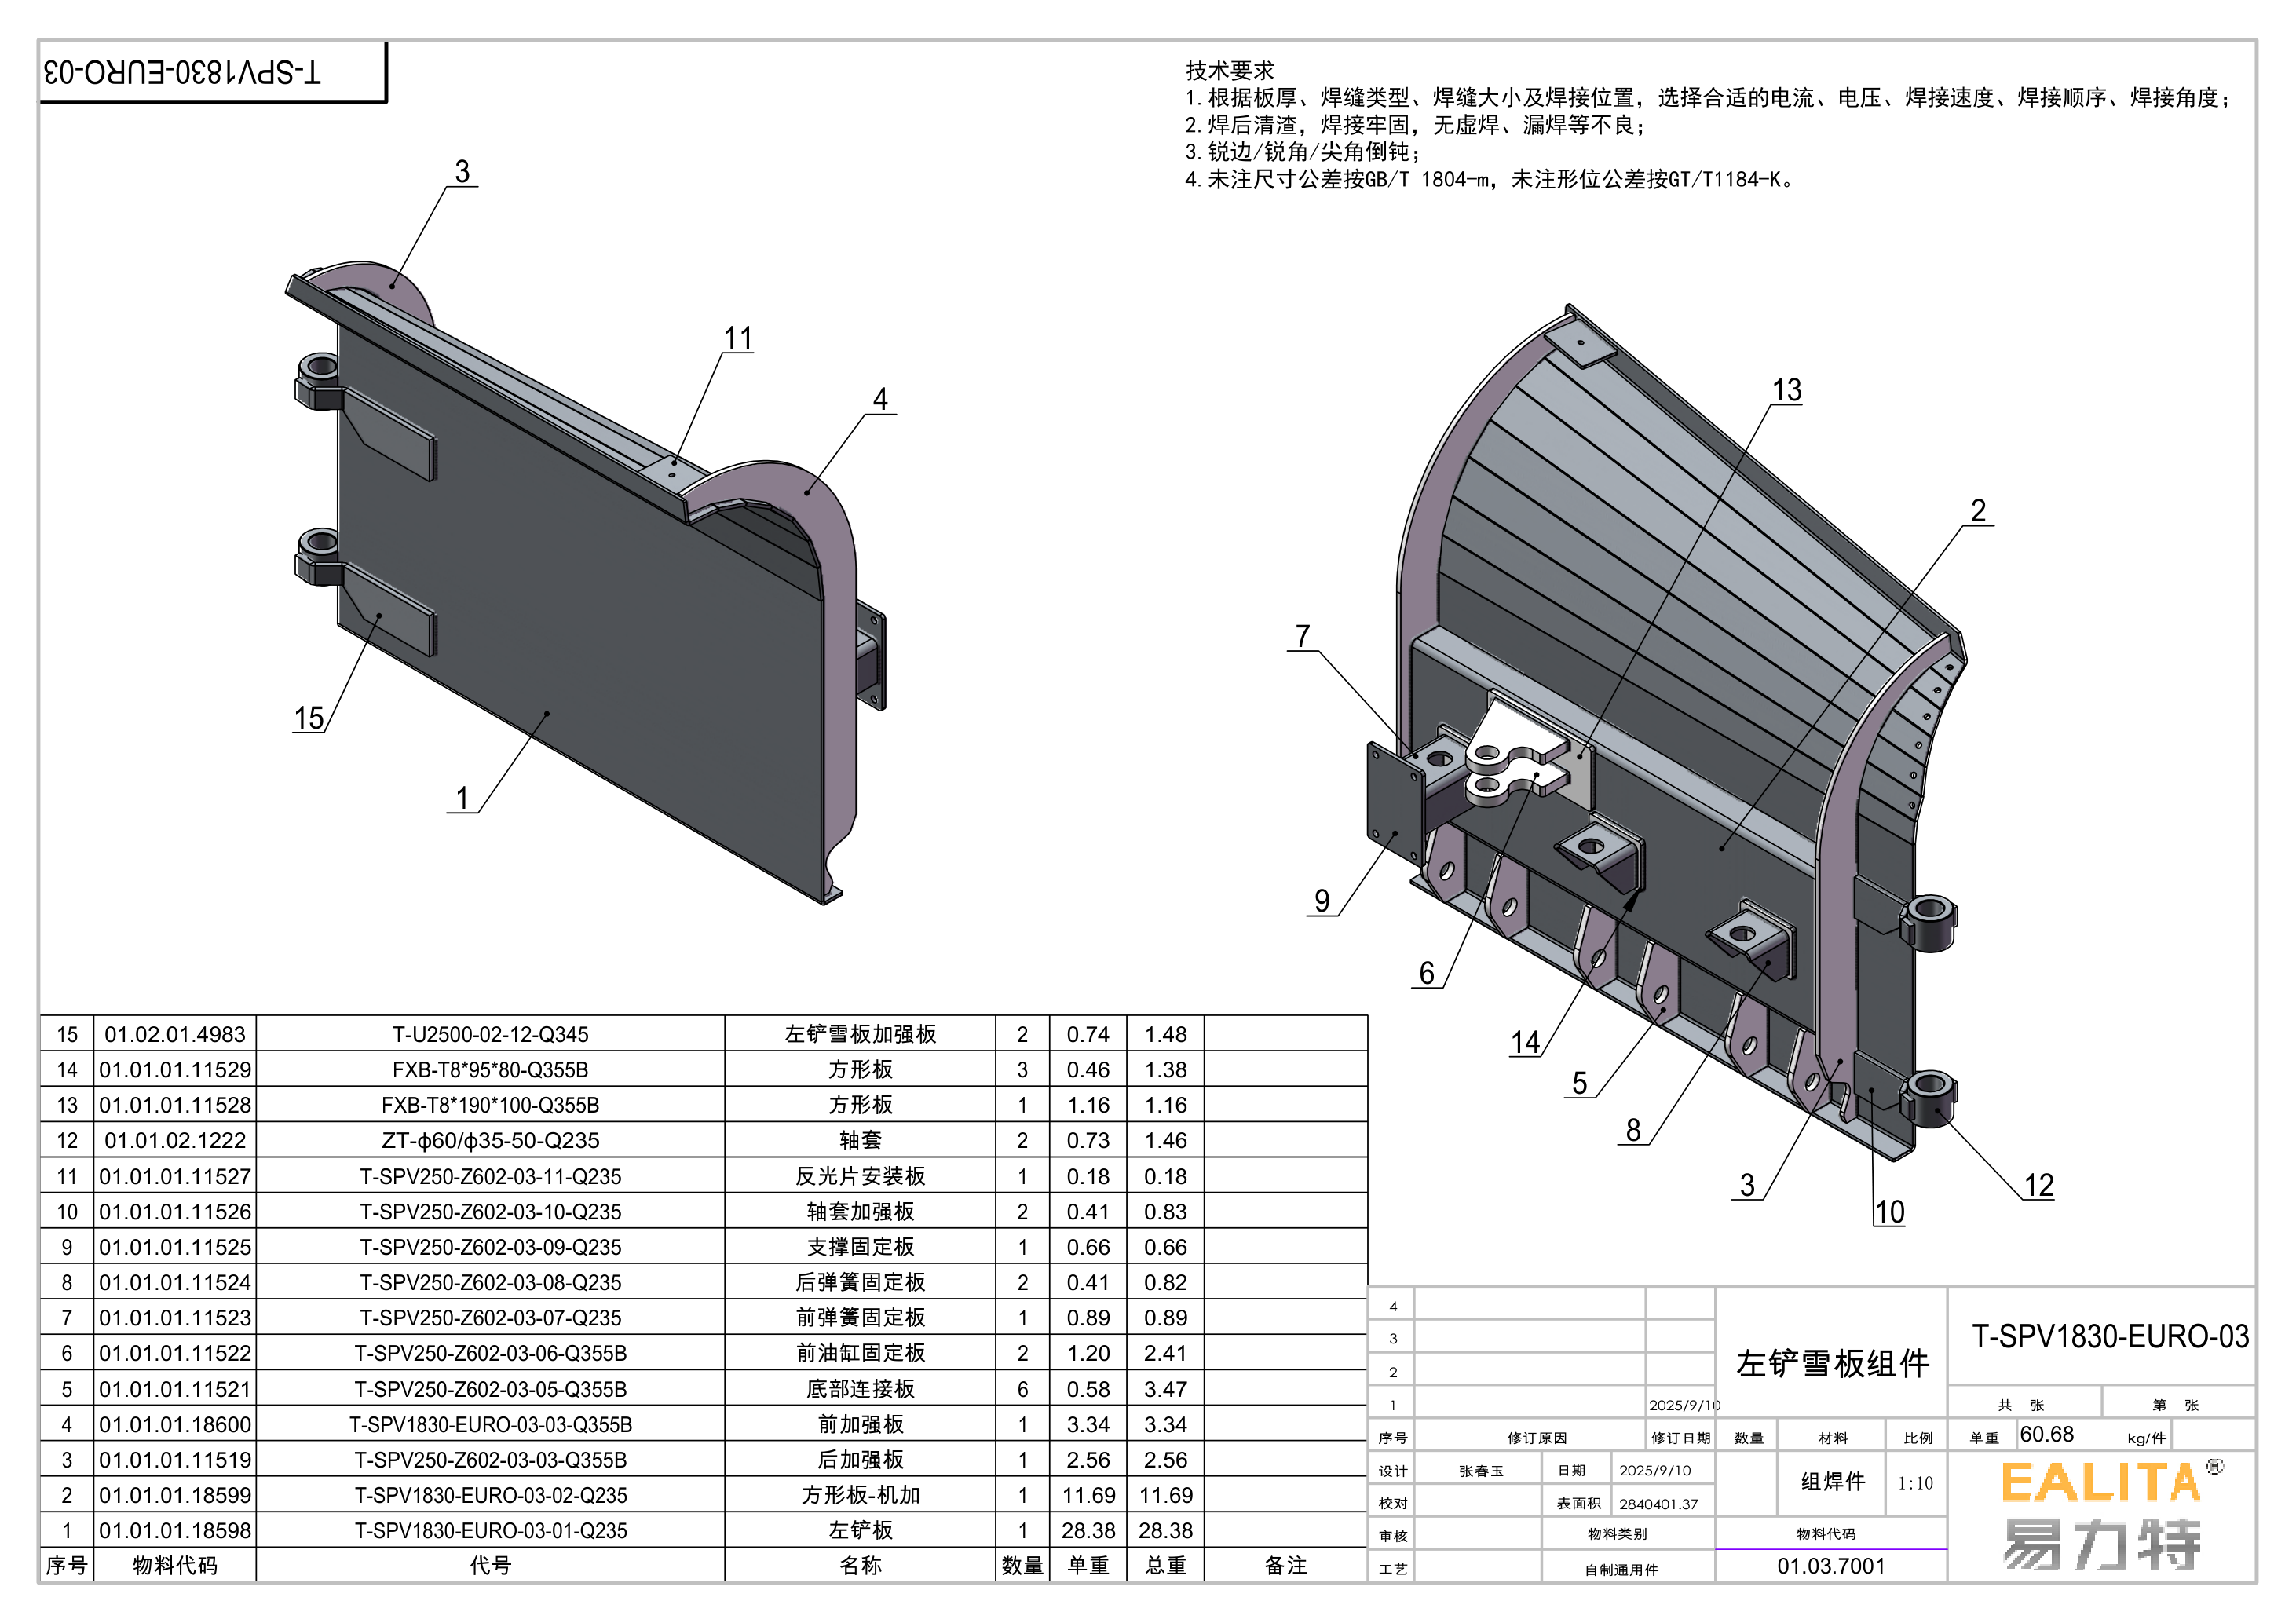 T-SPV1830-EURO-03
技术要求
1.根据板厚、焊缝类型、焊缝大小及焊接位置，选择合适的电流、电压、焊接速度、焊接顺序、焊接角度；
2.焊后清渣，焊接牢固，无虚焊、漏焊等不良；
3.锐边/锐角/尖角倒钝；
4.未注尺寸公差按GB/T 1804-m，未注形位公差按GT/T1184-K。
3
11
4
15
1
13
2
7
9
6
14
5
8
3
10
12
15 01.02.01.4983 T-U2500-02-12-Q345 左铲雪板加强板 2 0.74 1.48
14 01.01.01.11529 FXB-T8*95*80-Q355B 方形板 3 0.46 1.38
13 01.01.01.11528 FXB-T8*190*100-Q355B 方形板 1 1.16 1.16
12 01.01.02.1222 ZT-ф60/ф35-50-Q235 轴套 2 0.73 1.46
11 01.01.01.11527 T-SPV250-Z602-03-11-Q235 反光片安装板 1 0.18 0.18
10 01.01.01.11526 T-SPV250-Z602-03-10-Q235 轴套加强板 2 0.41 0.83
9 01.01.01.11525 T-SPV250-Z602-03-09-Q235 支撑固定板 1 0.66 0.66
8 01.01.01.11524 T-SPV250-Z602-03-08-Q235 后弹簧固定板 2 0.41 0.82
7 01.01.01.11523 T-SPV250-Z602-03-07-Q235 前弹簧固定板 1 0.89 0.89
6 01.01.01.11522 T-SPV250-Z602-03-06-Q355B 前油缸固定板 2 1.20 2.41
5 01.01.01.11521 T-SPV250-Z602-03-05-Q355B 底部连接板 6 0.58 3.47
4 01.01.01.18600 T-SPV1830-EURO-03-03-Q355B 前加强板 1 3.34 3.34
3 01.01.01.11519 T-SPV250-Z602-03-03-Q355B 后加强板 1 2.56 2.56
2 01.01.01.18599 T-SPV1830-EURO-03-02-Q235 方形板-机加 1 11.69 11.69
1 01.01.01.18598 T-SPV1830-EURO-03-01-Q235 左铲板 1 28.38 28.38
序号 物料代码 代号 名称 数量 单重 总重 备注
4
3
2
1 2025/9/10
序号 修订原因 修订日期
设计 张春玉 日期 2025/9/10
校对 表面积 2840401.37
审核 物料类别
工艺 自制通用件
左铲雪板组件
数量 材料 比例
组焊件 1:10
物料代码
01.03.7001
T-SPV1830-EURO-03
共 张 第 张
单重 60.68 kg/件
EALITA®
易力特